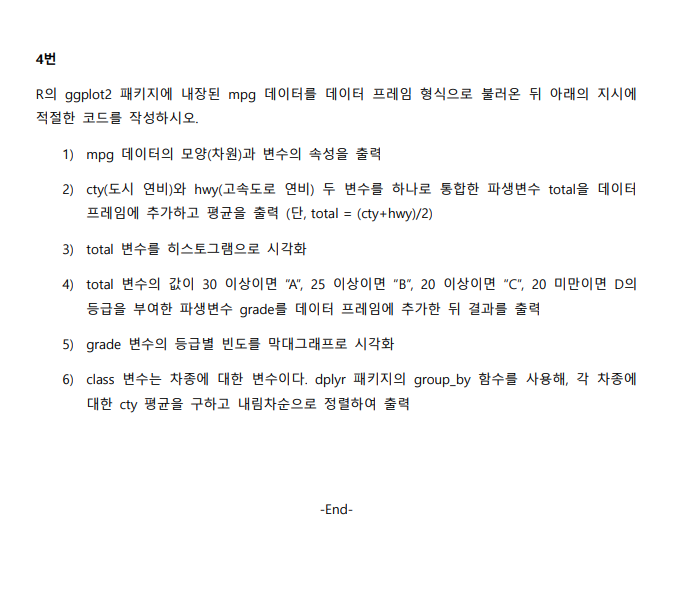 4번
R의 ggplot2 패키지에 내장된 mpg 데이터를 데이터 프레임 형식으로 불러온 뒤 아래의 지시에
적절한 코드를 작성하시오.
1) mpg 데이터의 모양(차원)과 변수의 속성을 출력
2) cty(도시 연비)와 hwy(고속도로 연비) 두 변수를 하나로 통합한 파생변수 total을 데이터
프레임에 추가하고 평균을 출력 (단, total = (cty+hwy)/2)
3) total 변수를 히스토그램으로 시각화
4) total 변수의 값이 30 이상이면 “A”, 25 이상이면 “B”, 20 이상이면 “C”, 20 미만이면 D의
등급을 부여한 파생변수 grade를 데이터 프레임에 추가한 뒤 결과를 출력
5) grade 변수의 등급별 빈도를 막대그래프로 시각화
6) class 변수는 차종에 대한 변수이다. dplyr 패키지의 group_by 함수를 사용해, 각 차종에
대한 cty 평균을 구하고 내림차순으로 정렬하여 출력
-End-